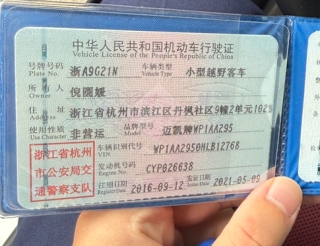 中华人民共和国机动车行驶证
Vehicle License of the People's Republic of China
号牌号码 Plate No. 浙A9G21N 车辆类型 Vehicle Type 小型越野客车
所有人 Owner 倪圆媛
住址 Address 浙江省杭州市滨江区丹枫社区9幢2单元102
使用性质 Use Character 非营运 品牌型号 Model 迈凯牌WP1AA295
浙江省杭州市公安局交通警察支队
车辆识别代号 VIN WP1AA2950HLB12768
发动机号码 Engine No. CYP026638
注册日期 Register Date 2016-09-12 发证日期 Issue Date 2021-05-09